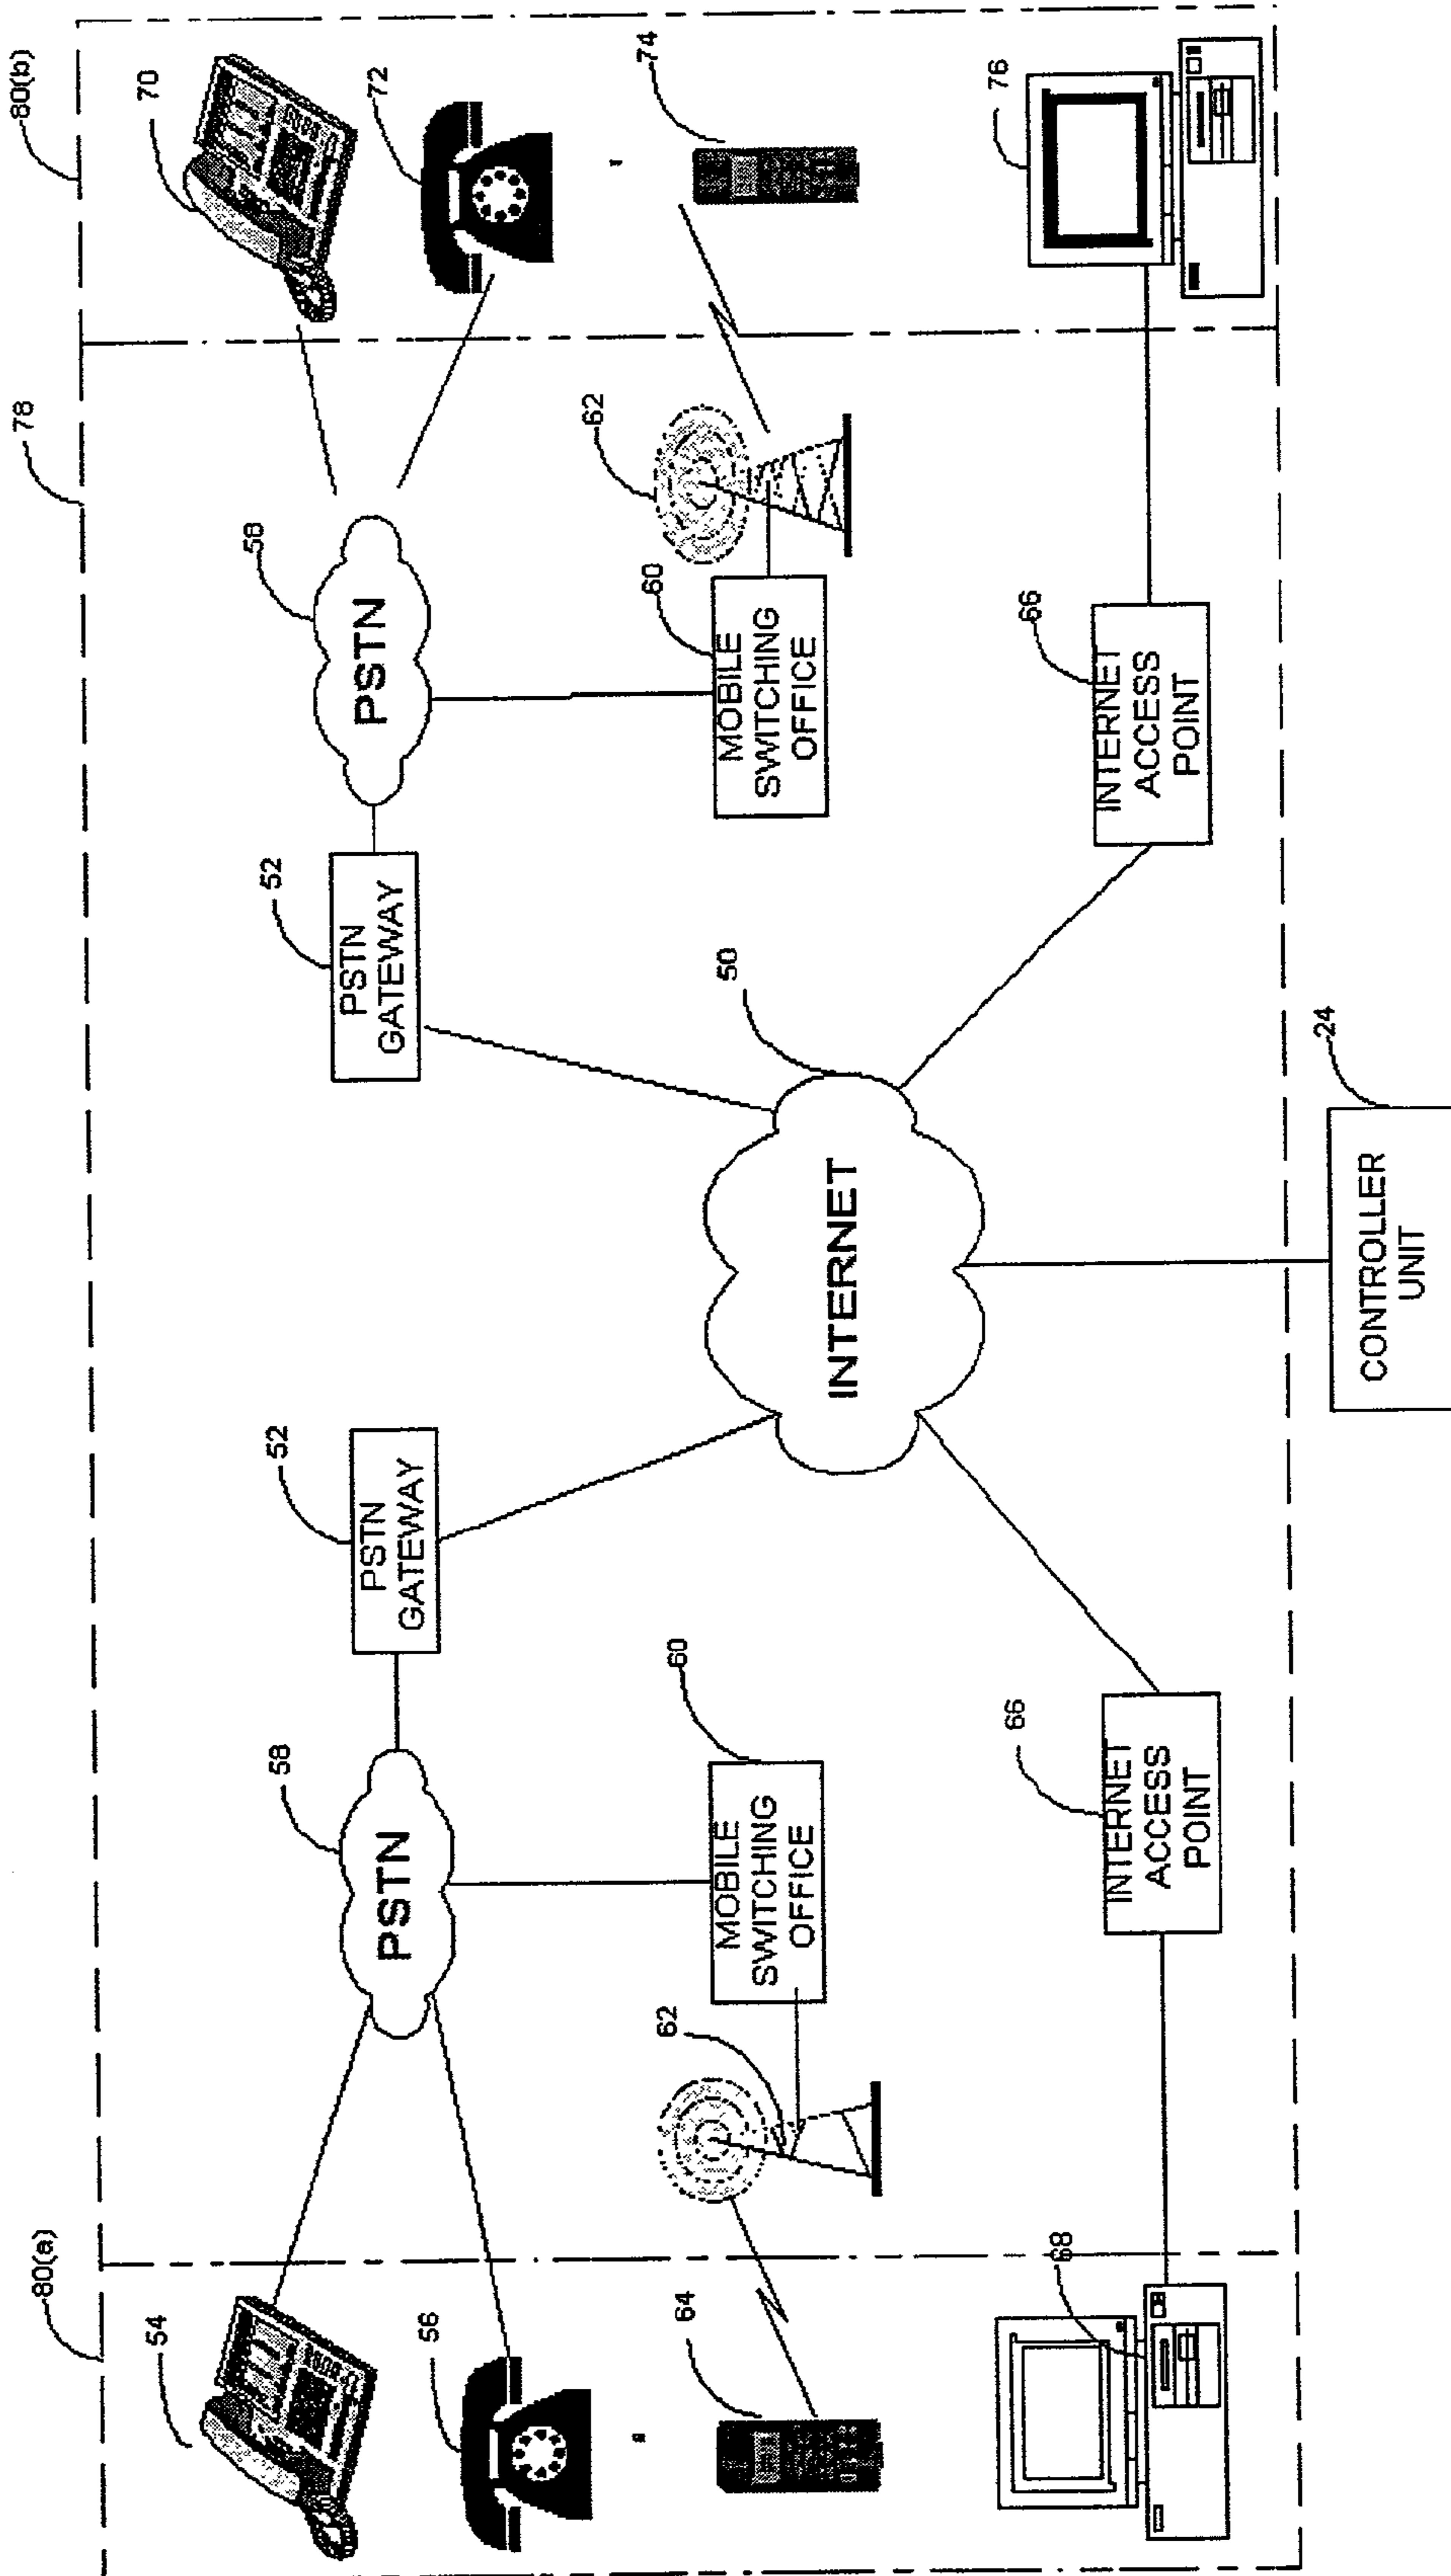 80(a)
78
80(b)
54
70
58
52
52
58
PSTN
PSTN
GATEWAY
PSTN
GATEWAY
PSTN
56
72
64
62
60
60
62
74
MOBILE
SWITCHING
OFFICE
50
MOBILE
SWITCHING
OFFICE
INTERNET
68
66
66
76
INTERNET
ACCESS
POINT
INTERNET
ACCESS
POINT
24
CONTROLLER
UNIT